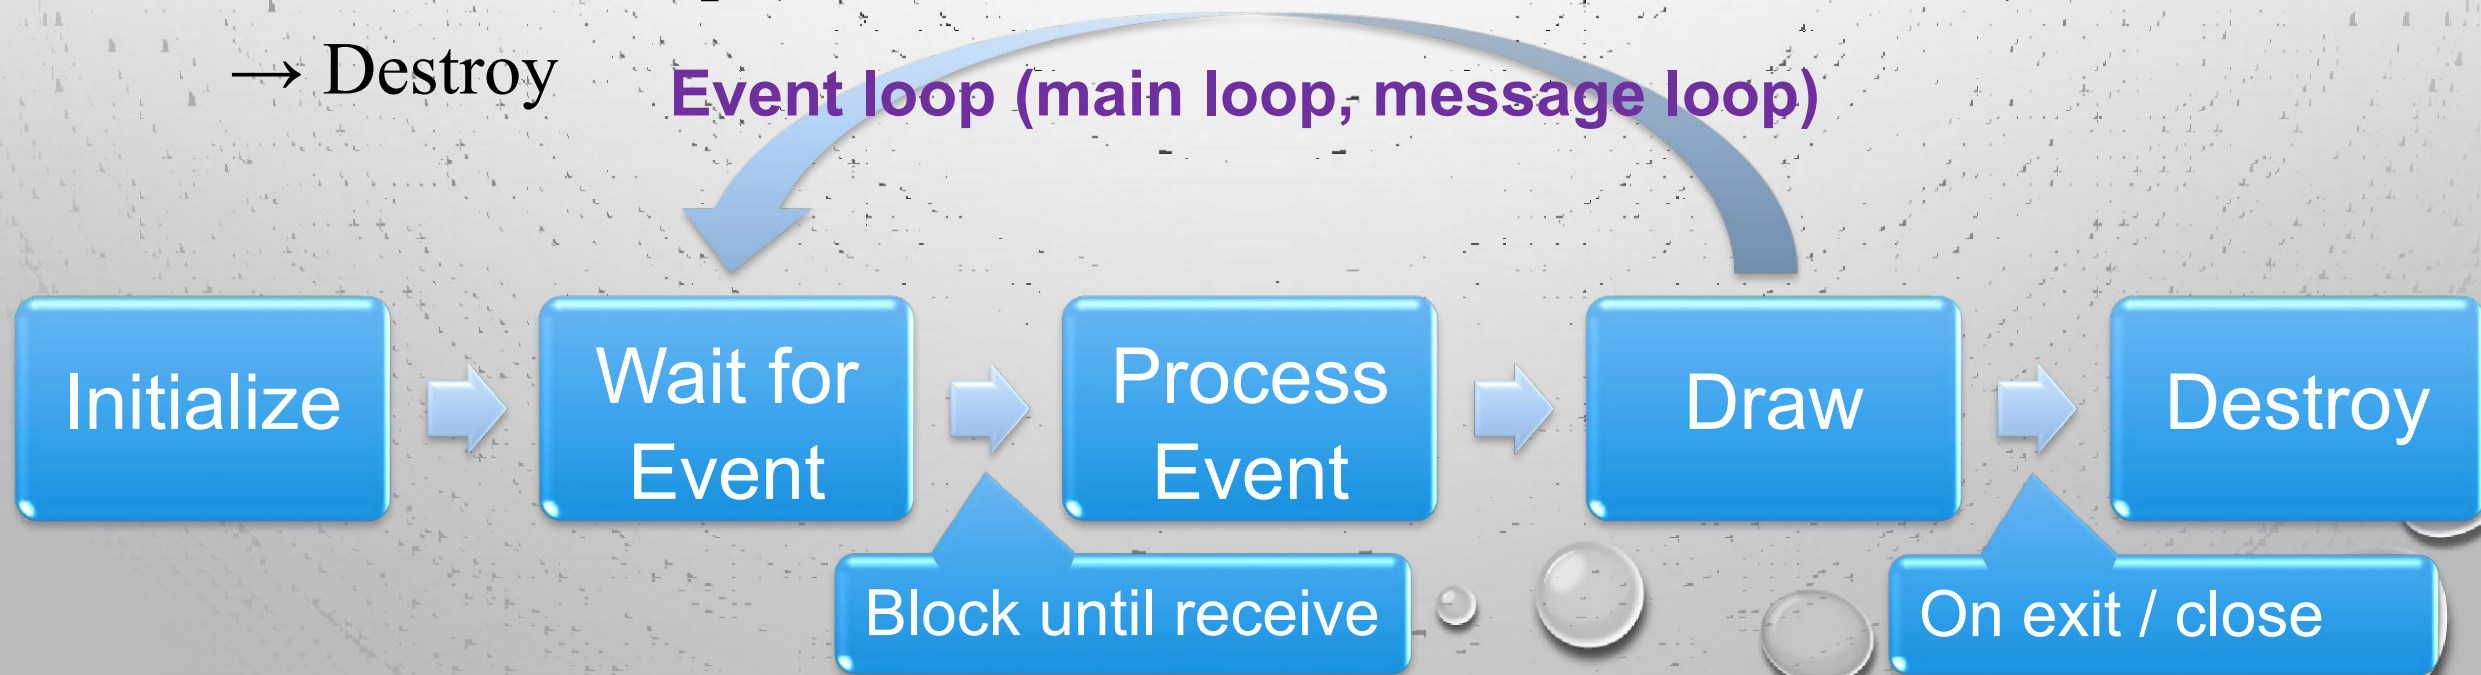 → Destroy
Event loop (main loop, message loop)
Initialize
Wait for
Event
Process
Event
Draw
Destroy
Block until receive
On exit / close